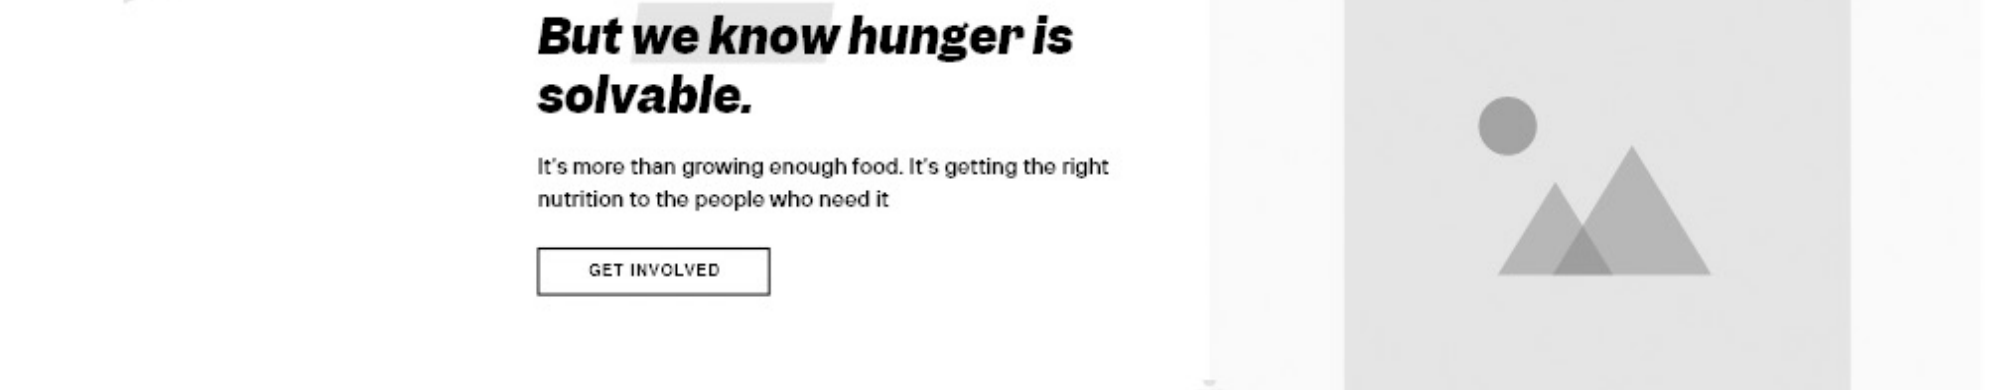 But we know hunger is
solvable.
It's more than growing enough food. It's getting the right
nutrition to the people who need it
GET INVOLVED